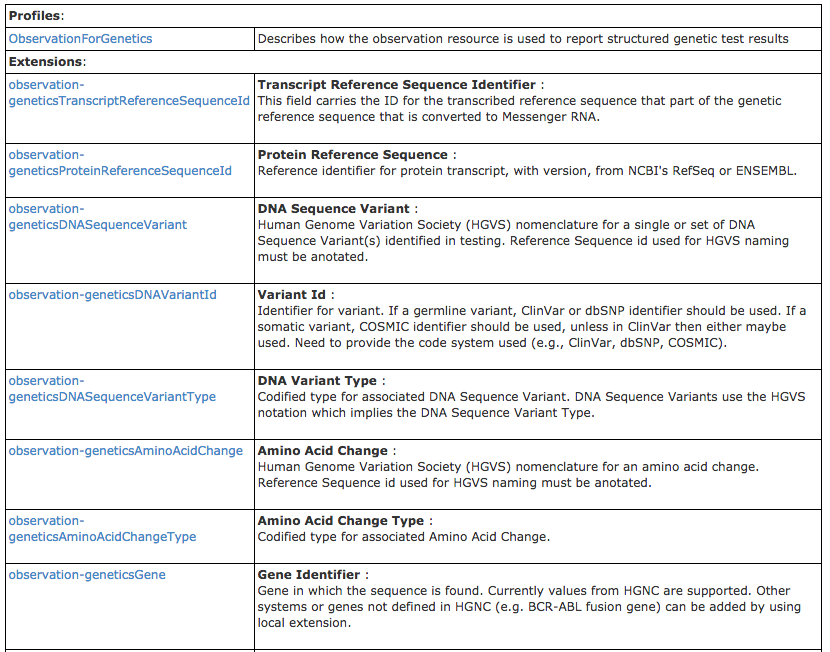 Profiles:
ObservationForGenetics
Describes how the observation resource is used to report structured genetic test results
Extensions:
observation-
geneticsTranscriptReferenceSequenceId
Transcript Reference Sequence Identifier :
This field carries the ID for the transcribed reference sequence that part of the genetic
reference sequence that is converted to Messenger RNA.
observation-
geneticsProteinReferenceSequenceId
Protein Reference Sequence :
Reference identifier for protein transcript, with version, from NCBI's RefSeq or ENSEMBL.
observation-
geneticsDNASequenceVariant
DNA Sequence Variant :
Human Genome Variation Society (HGVS) nomenclature for a single or set of DNA
Sequence Variant(s) identified in testing. Reference Sequence id used for HGVS naming
must be anotated.
observation-geneticsDNAVariantId
Variant Id :
Identifier for variant. If a germline variant, ClinVar or dbSNP identifier should be used. If a
somatic variant, COSMIC identifier should be used, unless in ClinVar then either maybe
used. Need to provide the code system used (e.g., ClinVar, dbSNP, COSMIC).
observation-
geneticsDNASequenceVariantType
DNA Variant Type :
Codified type for associated DNA Sequence Variant. DNA Sequence Variants use the HGVS
notation which implies the DNA Sequence Variant Type.
observation-geneticsAminoAcidChange
Amino Acid Change :
Human Genome Variation Society (HGVS) nomenclature for an amino acid change.
Reference Sequence id used for HGVS naming must be anotated.
observation-
geneticsAminoAcidChangeType
Amino Acid Change Type :
Codified type for associated Amino Acid Change.
observation-geneticsGene
Gene Identifier :
Gene in which the sequence is found. Currently values from HGNC are supported. Other
systems or genes not defined in HGNC (e.g. BCR-ABL fusion gene) can be added by using
local extension.